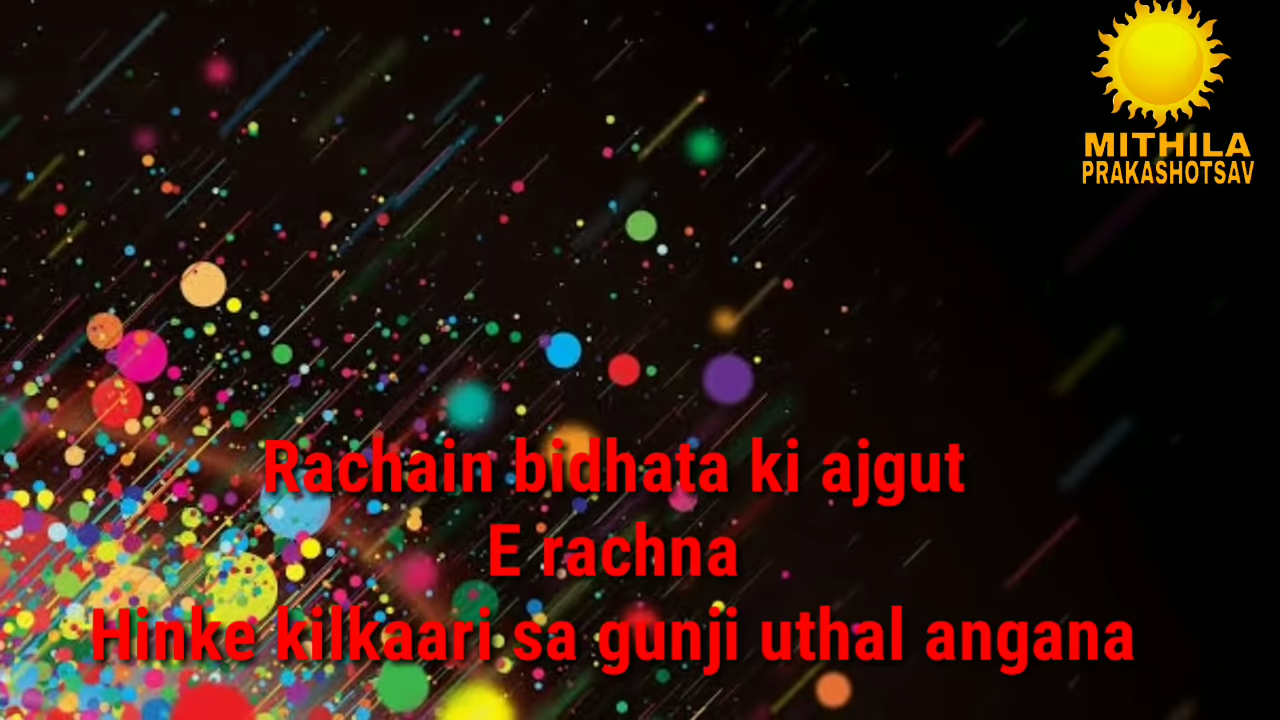 MITHILA
PRAKASHOTSAV
Rachain bidhata ki ajgut
E rachna
Hinke kilkaari sa gunji uthal angana